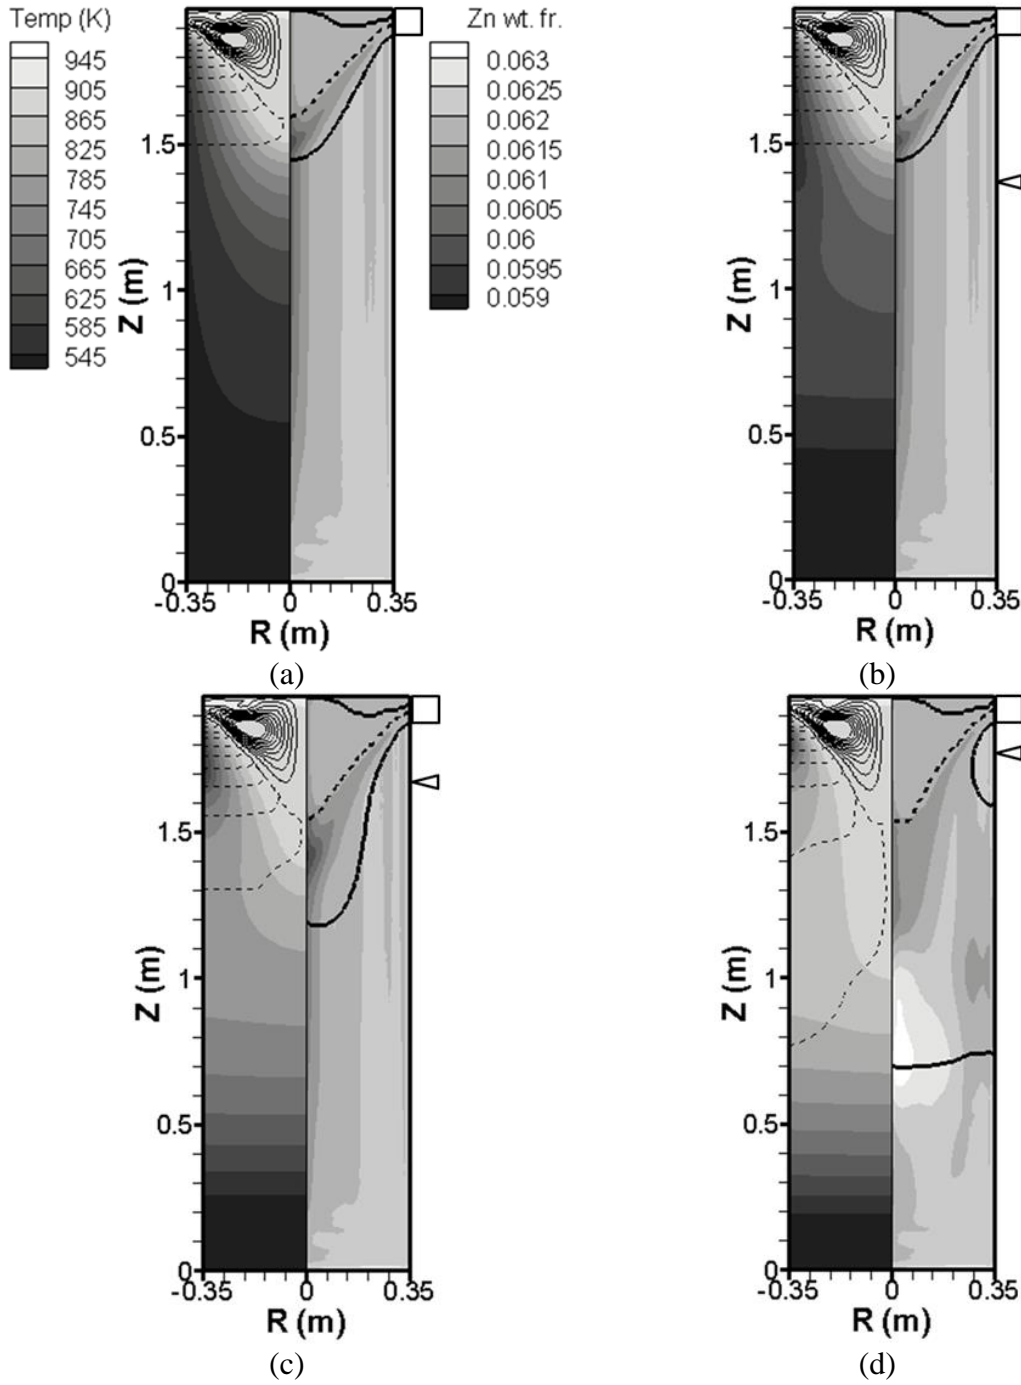 Temp (K)
945
905
865
825
785
745
705
665
625
585
545
Z (m)
1.5
1
0.5
0
-0.35 0 0.35
R (m)
(a)
Zn wt. fr.
0.063
0.0625
0.062
0.0615
0.061
0.0605
0.06
0.0595
0.059
Z (m)
1.5
1
0.5
0
-0.35 0 0.35
R (m)
(b)
Z (m)
1.5
1
0.5
0
-0.35 0 0.35
R (m)
(c)
Z (m)
1.5
1
0.5
0
-0.35 0 0.35
R (m)
(d)